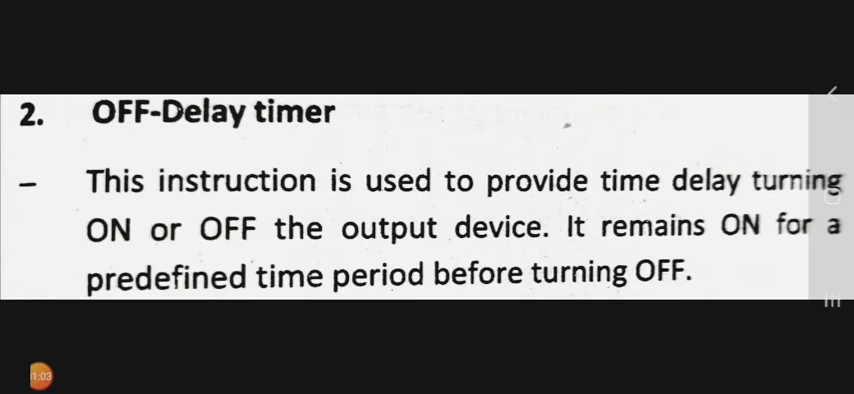 2. OFF-Delay timer
– This instruction is used to provide time delay turning
ON or OFF the output device. It remains ON for a
predefined time period before turning OFF.
1:03